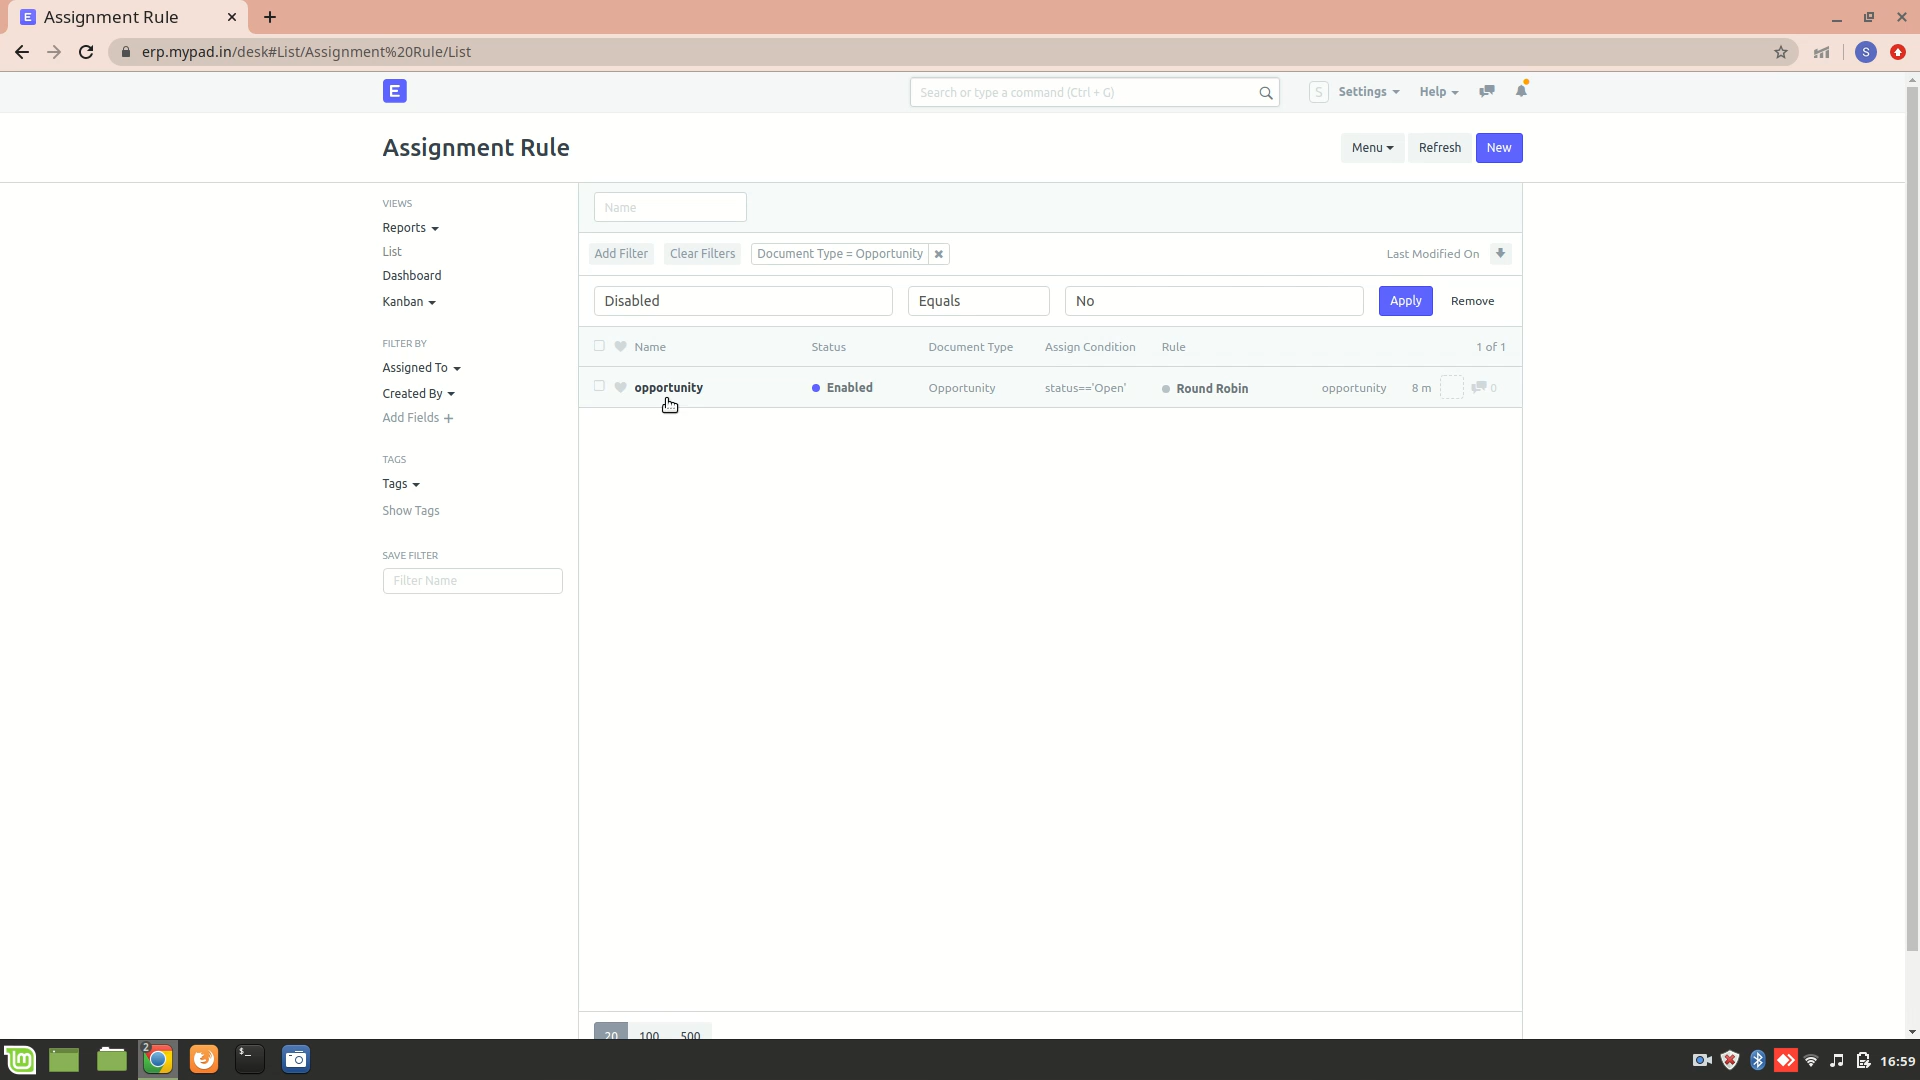 E Assignment Rule
erp.mypad.in/desk#List/Assignment%20Rule/List
S
E
Search or type a command (Ctrl + G)
S Settings Help
Assignment Rule
Menu Refresh New
VIEWS
Reports
List
Dashboard
Kanban
FILTER BY
Assigned To
Created By
Add Fields +
TAGS
Tags
Show Tags
SAVE FILTER
Filter Name
Name
Add Filter Clear Filters Document Type = Opportunity Last Modified On
Disabled Equals No Apply Remove
Name Status Document Type Assign Condition Rule 1 of 1
opportunity Enabled Opportunity status=='Open' Round Robin opportunity 8 m 0
20 100 500
2
16:59